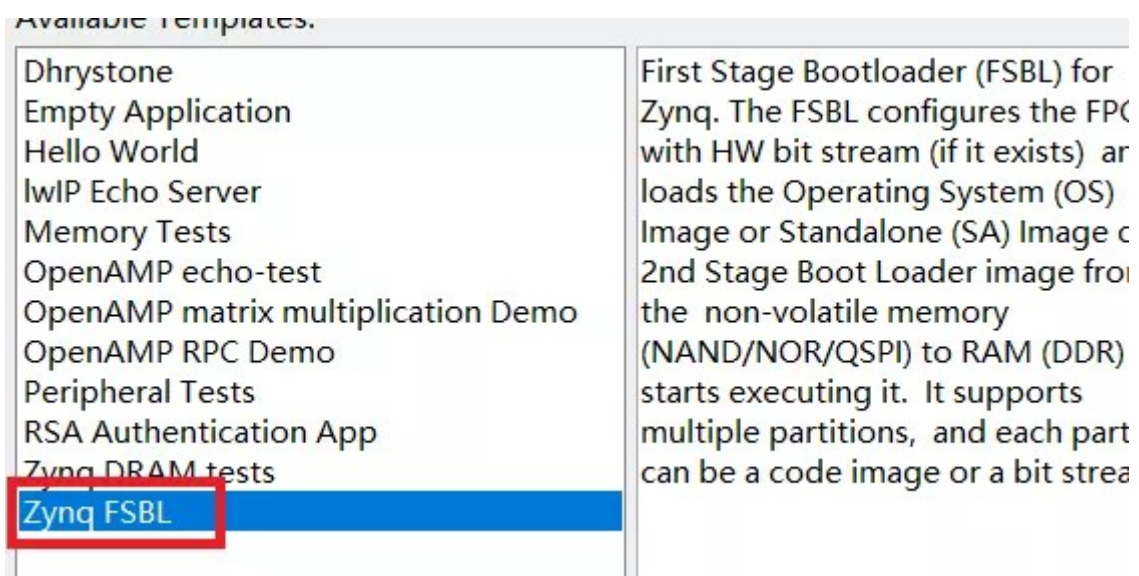 Available Templates:
Dhrystone
Empty Application
Hello World
lwIP Echo Server
Memory Tests
OpenAMP echo-test
OpenAMP matrix multiplication Demo
OpenAMP RPC Demo
Peripheral Tests
RSA Authentication App
Zynq DRAM tests
Zynq FSBL
First Stage Bootloader (FSBL) for
Zynq. The FSBL configures the
with HW bit stream (if it exists)
loads the Operating System (OS)
Image or Standalone (SA) Image
2nd Stage Boot Loader image
the non-volatile memory
(NAND/NOR/QSPI) to RAM (DDR)
starts executing it. It supports
multiple partitions, and each
can be a code image or a bit